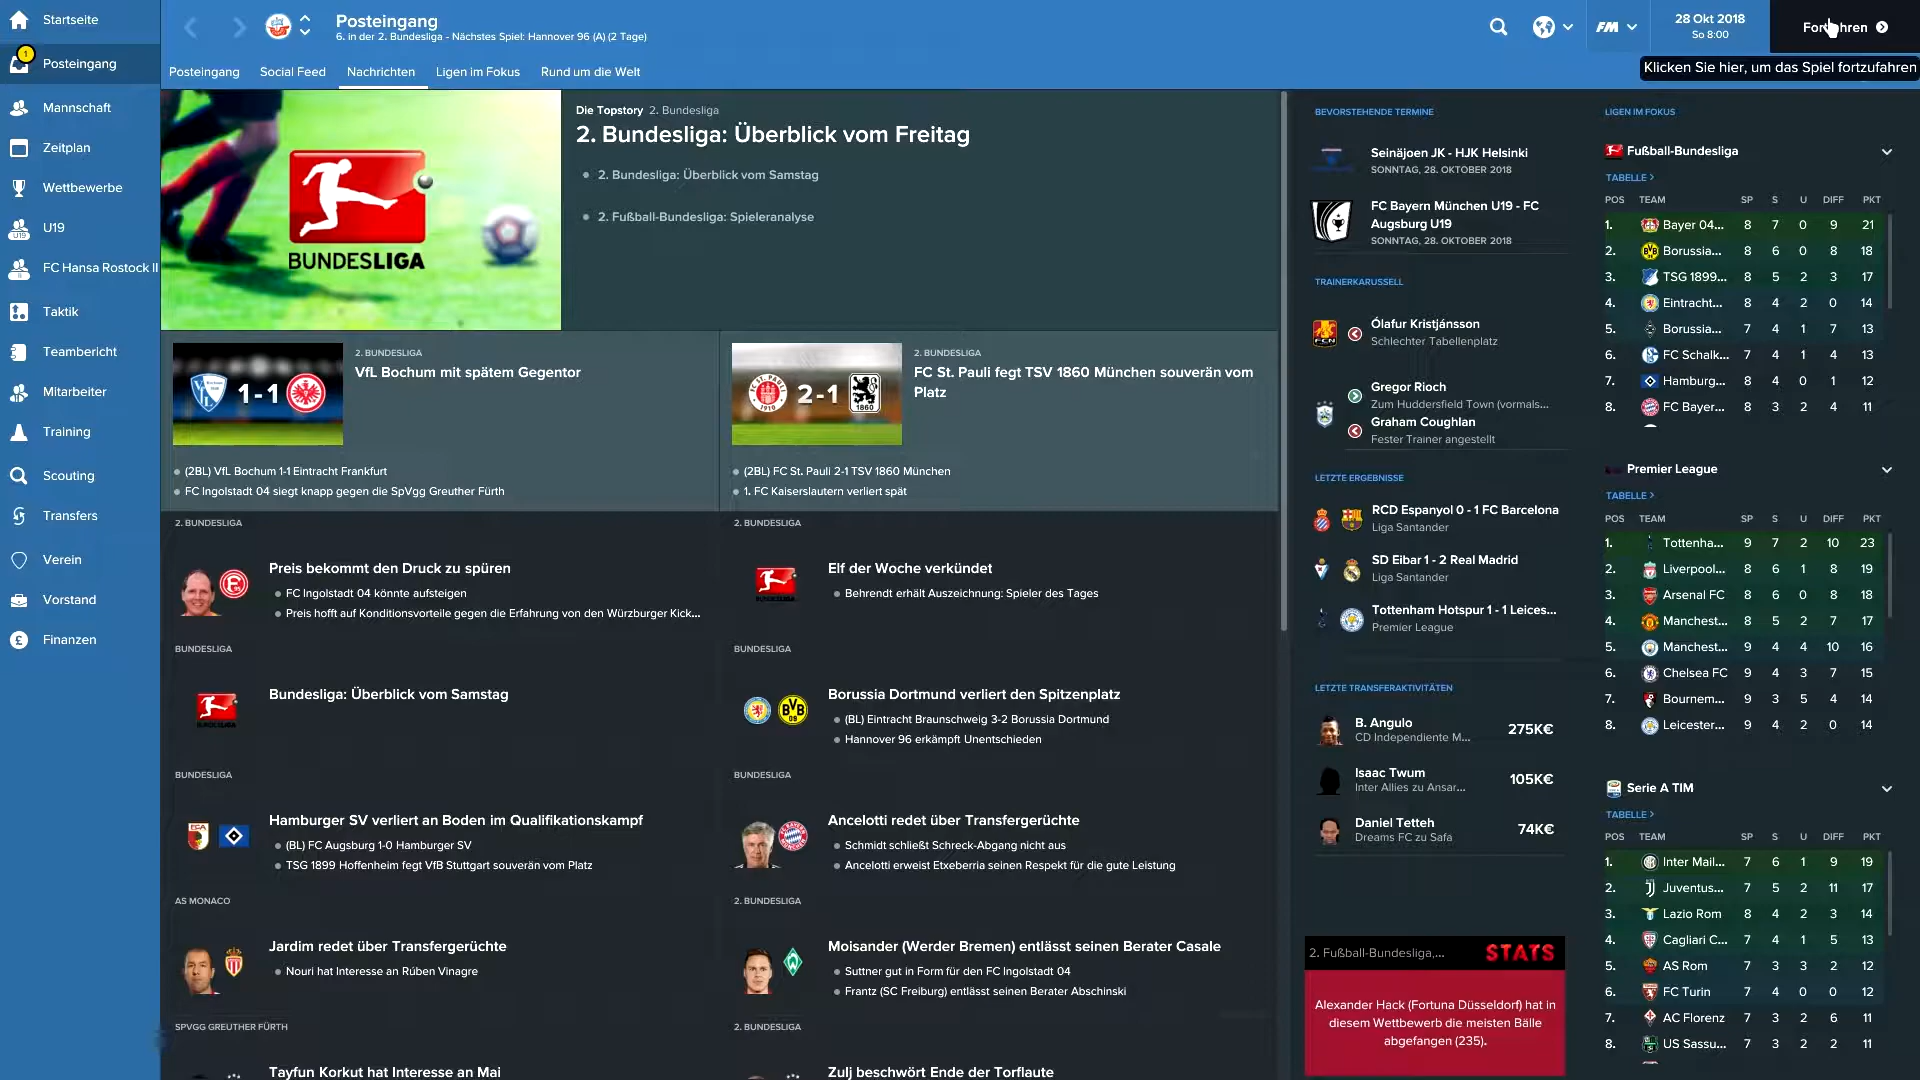 Startseite
1
Posteingang
Mannschaft
Zeitplan
Wettbewerbe
U19
FC Hansa Rostock II
Taktik
Teambericht
Mitarbeiter
Training
Scouting
Transfers
Verein
Vorstand
Finanzen
Posteingang
6. in der 2. Bundesliga - Nächstes Spiel: Hannover 96 (A) (2 Tage)
FM
28 Okt 2018
So 8:00
Klicken Sie hier, um das Spiel fortzufahren
Posteingang Social Feed Nachrichten Ligen im Fokus Rund um die Welt
BUNDESLIGA
Die Topstory 2. Bundesliga
2. Bundesliga: Überblick vom Freitag
2. Bundesliga: Überblick vom Samstag
2. Fußball-Bundesliga: Spieleranalyse
1-1
2. BUNDESLIGA
VfL Bochum mit spätem Gegentor
(2BL) VfL Bochum 1-1 Eintracht Frankfurt
FC Ingolstadt 04 siegt knapp gegen die SpVgg Greuther Fürth
2-1
2. BUNDESLIGA
FC St. Pauli fegt TSV 1860 München souverän vom
Platz
(2BL) FC St. Pauli 2-1 TSV 1860 München
1. FC Kaiserslautern verliert spät
2. BUNDESLIGA
Preis bekommt den Druck zu spüren
FC Ingolstadt 04 könnte aufsteigen
Preis hofft auf Konditionsvorteile gegen die Erfahrung von den Würzburger Kick...
2. BUNDESLIGA
Elf der Woche verkündet
Behrendt erhält Auszeichnung: Spieler des Tages
BUNDESLIGA
Bundesliga: Überblick vom Samstag
BUNDESLIGA
Borussia Dortmund verliert den Spitzenplatz
(BL) Eintracht Braunschweig 3-2 Borussia Dortmund
Hannover 96 erkämpft Unentschieden
BUNDESLIGA
Hamburger SV verliert an Boden im Qualifikationskampf
(BL) FC Augsburg 1-0 Hamburger SV
TSG 1899 Hoffenheim fegt VfB Stuttgart souverän vom Platz
BUNDESLIGA
Ancelotti redet über Transfergerüchte
Schmidt schließt Schreck-Abgang nicht aus
Ancelotti erweist Etxeberria seinen Respekt für die gute Leistung
AS MONACO
Jardim redet über Transfergerüchte
Nouri hat Interesse an Rúben Vinagre
2. BUNDESLIGA
Moisander (Werder Bremen) entlässt seinen Berater Casale
Suttner gut in Form für den FC Ingolstadt 04
Frantz (SC Freiburg) entlässt seinen Berater Abschinski
SPVGG GREUTHER FÜRTH
Tayfun Korkut hat Interesse an Mai
2. BUNDESLIGA
Zulj beschwört Ende der Torflaute
BEVORSTEHENDE TERMINE
Seinäjoen JK - HJK Helsinki
SONNTAG, 28. OKTOBER 2018
FC Bayern München U19 - FC
Augsburg U19
SONNTAG, 28. OKTOBER 2018
TRAINERKARUSSELL
Ólafur Kristjánsson
Schlechter Tabellenplatz
Gregor Rioch
Zum Huddersfield Town (vormals...
Graham Coughlan
Fester Trainer angestellt
LETZTE ERGEBNISSE
RCD Espanyol 0 - 1 FC Barcelona
Liga Santander
SD Eibar 1 - 2 Real Madrid
Liga Santander
Tottenham Hotspur 1 - 1 Leices...
Premier League
LETZTE TRANSFERAKTIVITÄTEN
B. Angulo 275K€
CD Independiente M...
Isaac Twum 105K€
Inter Allies zu Ansar...
Daniel Tetteh 74K€
Dreams FC zu Safa
2. Fußball-Bundesliga,... STATS
Alexander Hack (Fortuna Düsseldorf) hat in
diesem Wettbewerb die meisten Bälle
abgefangen (235).
LIGEN IM FOKUS
Fußball-Bundesliga
TABELLE >
POS TEAM SP S U DIFF PKT
1. Bayer 04... 8 7 0 9 21
2. Borussia... 8 6 0 8 18
3. TSG 1899... 8 5 2 3 17
4. Eintracht... 8 4 2 0 14
5. Borussia... 7 4 1 7 13
6. FC Schalk... 7 4 1 4 13
7. Hamburg... 8 4 0 1 12
8. FC Bayer... 8 3 2 4 11
Premier League
TABELLE >
POS TEAM SP S U DIFF PKT
1. Tottenha... 9 7 2 10 23
2. Liverpool... 8 6 1 8 19
3. Arsenal FC 8 6 0 8 18
4. Manchest... 8 5 2 7 17
5. Manchest... 9 4 4 10 16
6. Chelsea FC 9 4 3 7 15
7. Bournem... 9 3 5 4 14
8. Leicester... 9 4 2 0 14
Serie A TIM
TABELLE >
POS TEAM SP S U DIFF PKT
1. Inter Mail... 7 6 1 9 19
2. Juventus... 7 5 2 11 17
3. Lazio Rom 8 4 2 3 14
4. Cagliari C... 7 4 1 5 13
5. AS Rom 7 3 3 2 12
6. FC Turin 7 4 0 0 12
7. AC Florenz 7 3 2 6 11
8. US Sassu... 7 3 2 2 11